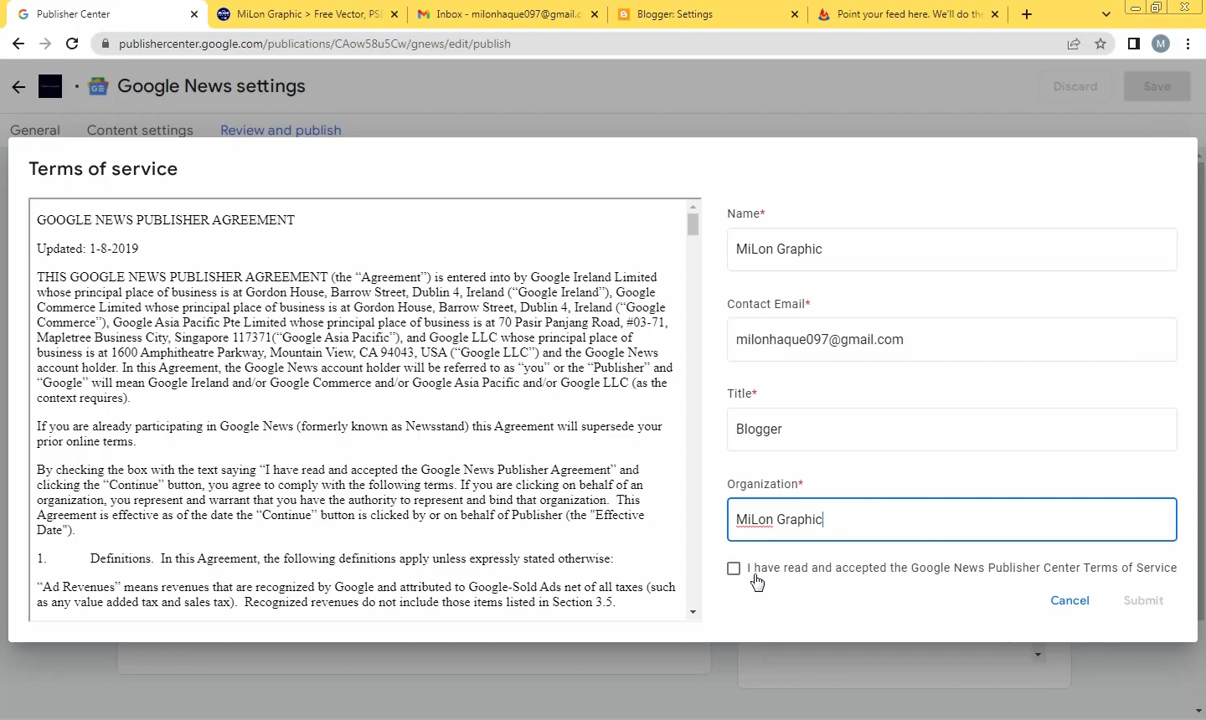 Publisher Center
MiLon Graphic > Free Vector, PS
Inbox - milonhaque097@gmail.c
Blogger: Settings
Point your feed here. We'll do the
publishercenter.google.com/publications/CAow58u5Cw/gnews/edit/publish
M
Google News settings
Discard
Save
General
Content settings
Review and publish
Terms of service
GOOGLE NEWS PUBLISHER AGREEMENT
Updated: 1-8-2019
THIS GOOGLE NEWS PUBLISHER AGREEMENT (the “Agreement”) is entered into by Google Ireland Limited
whose principal place of business is at Gordon House, Barrow Street, Dublin 4, Ireland (“Google Ireland”), Google
Commerce Limited whose principal place of business is at Gordon House, Barrow Street, Dublin 4, Ireland (“Google
Commerce”), Google Asia Pacific Pte Limited whose principal place of business is at 70 Pasir Panjang Road, #03-71,
Mapletree Business City, Singapore 117371(“Google Asia Pacific”), and Google LLC whose principal place of
business is at 1600 Amphitheatre Parkway, Mountain View, CA 94043, USA (“Google LLC”) and the Google News
account holder. In this Agreement, the Google News account holder will be referred to as “you” or the “Publisher” and
“Google” will mean Google Ireland and/or Google Commerce and/or Google Asia Pacific and/or Google LLC (as the
context requires).
If you are already participating in Google News (formerly known as Newsstand) this Agreement will supersede your
prior online terms.
By checking the box with the text saying “I have read and accepted the Google News Publisher Agreement” and
clicking the “Continue” button, you agree to comply with the following terms. If you are clicking on behalf of an
organization, you represent and warrant that you have the authority to represent and bind that organization. This
Agreement is effective as of the date the “Continue” button is clicked by or on behalf of Publisher (the "Effective
Date”).
1. Definitions. In this Agreement, the following definitions apply unless expressly stated otherwise:
“Ad Revenues” means revenues that are recognized by Google and attributed to Google-Sold Ads net of all taxes (such
as any value added tax and sales tax). Recognized revenues do not include those items listed in Section 3.5.
Name*
MiLon Graphic
Contact Email*
milonhaque097@gmail.com
Title*
Blogger
Organization*
MiLon Graphic
I have read and accepted the Google News Publisher Center Terms of Service
Cancel
Submit